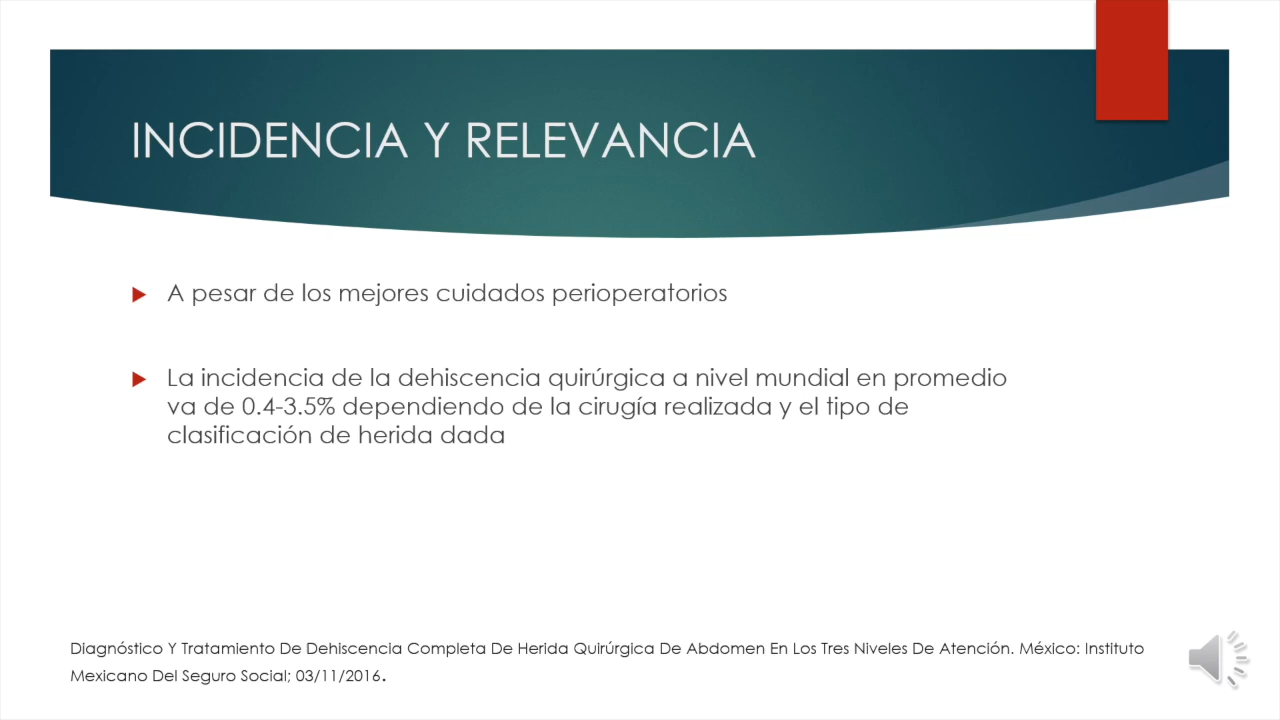 INCIDENCIA Y RELEVANCIA
A pesar de los mejores cuidados perioperatorios
La incidencia de la dehiscencia quirúrgica a nivel mundial en promedio
va de 0.4-3.5% dependiendo de la cirugía realizada y el tipo de
clasificación de herida dada
Diagnóstico Y Tratamiento De Dehiscencia Completa De Herida Quirúrgica De Abdomen En Los Tres Niveles De Atención. México: Instituto
Mexicano Del Seguro Social; 03/11/2016.